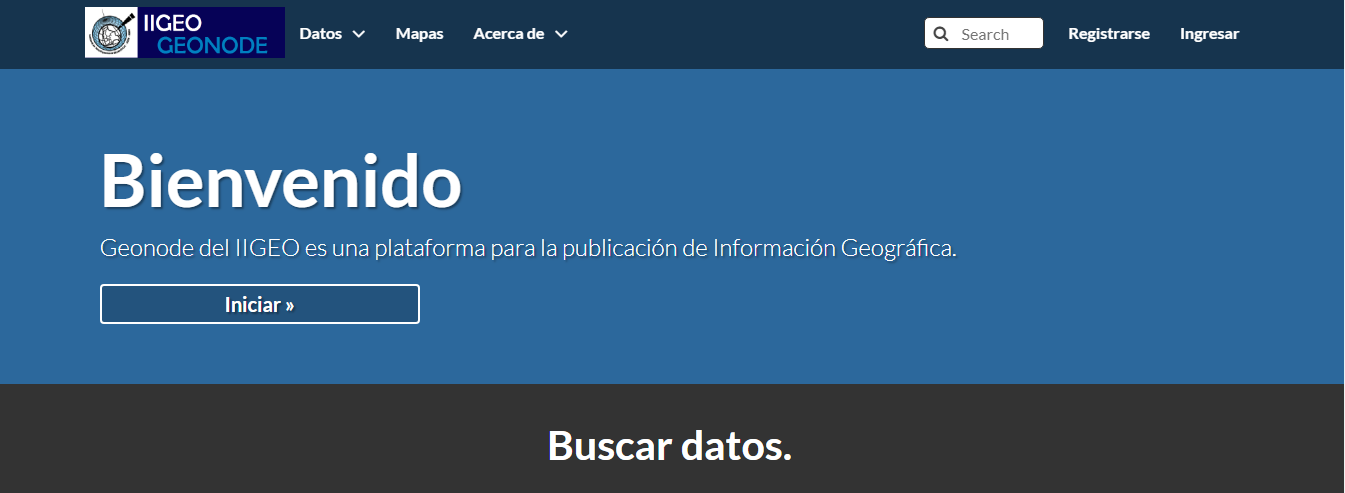 IIGEO
GEONODE
Datos
Mapas
Acerca de
Search
Registrarse
Ingresar
Bienvenido
Geonode del IIGEO es una plataforma para la publicación de Información Geográfica.
Iniciar »
Buscar datos.